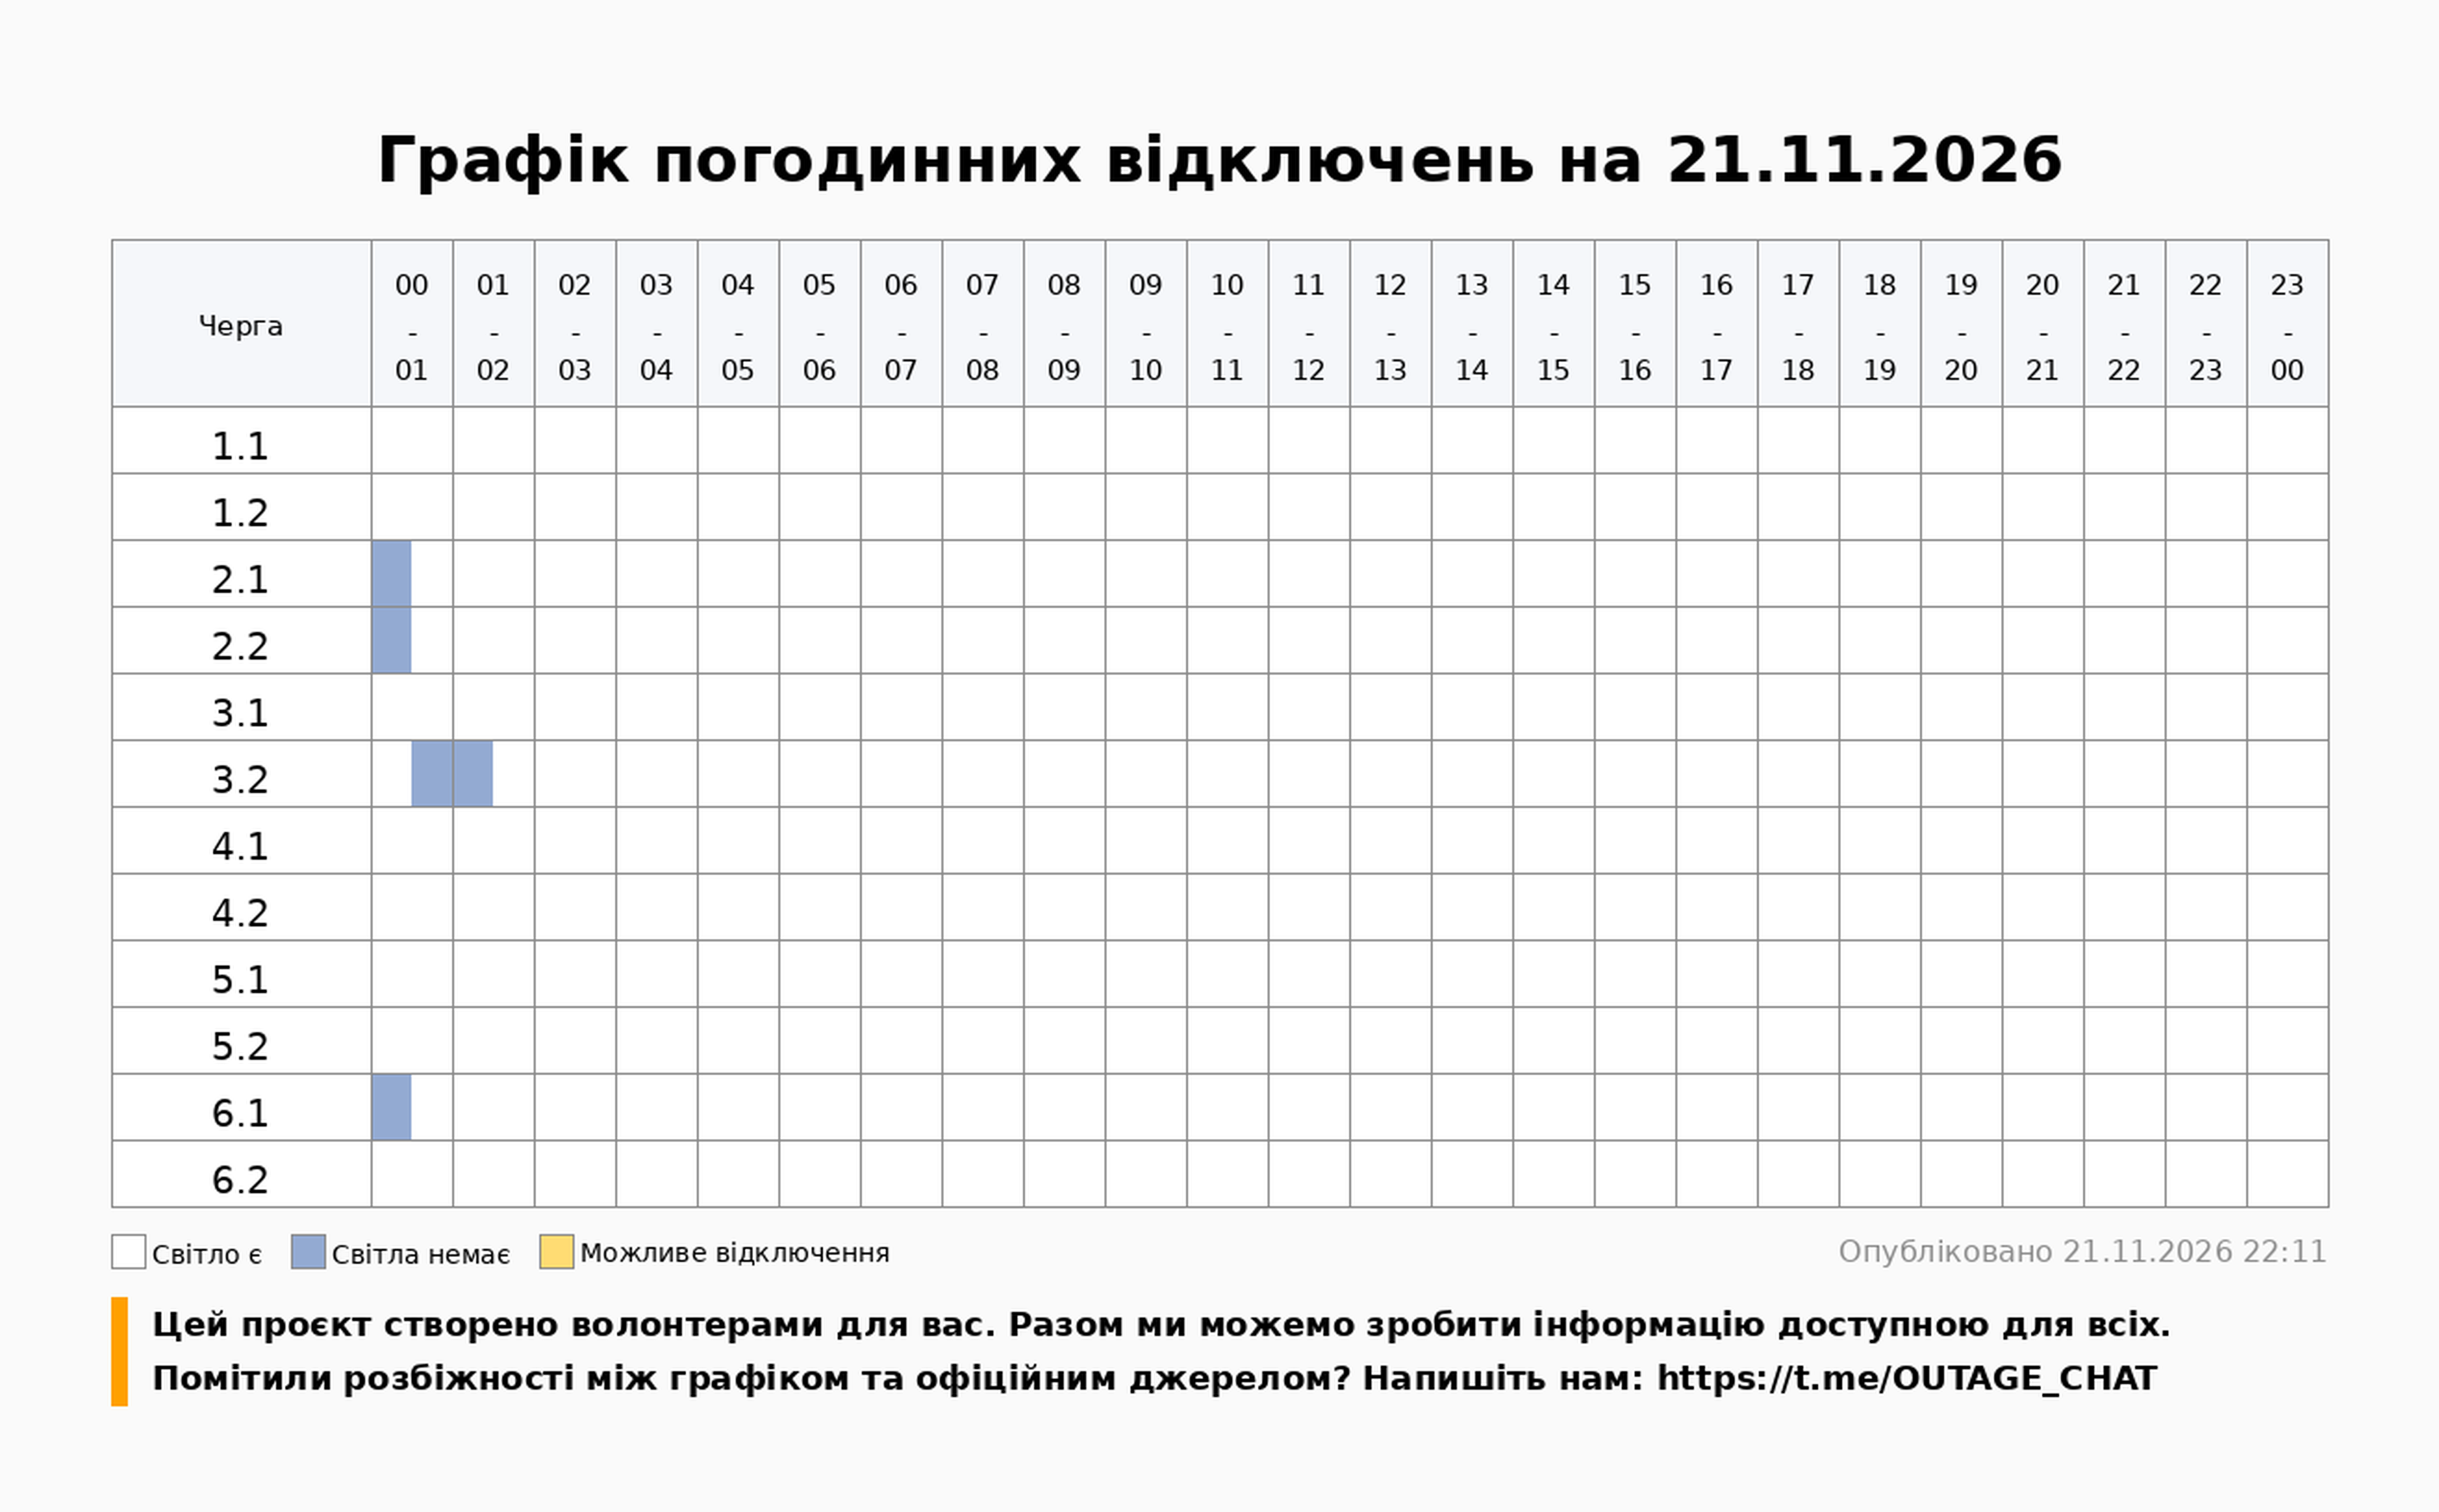 Графік погодинних відключень на 21.11.2026
Черга
00 - 01
01 - 02
02 - 03
03 - 04
04 - 05
05 - 06
06 - 07
07 - 08
08 - 09
09 - 10
10 - 11
11 - 12
12 - 13
13 - 14
14 - 15
15 - 16
16 - 17
17 - 18
18 - 19
19 - 20
20 - 21
21 - 22
22 - 23
23 - 00
1.1
1.2
2.1
2.2
3.1
3.2
4.1
4.2
5.1
5.2
6.1
6.2
Світло є
Світла немає
Можливе відключення
Опубліковано 21.11.2026 22:11
Цей проєкт створено волонтерами для вас. Разом ми можемо зробити інформацію доступною для всіх.
Помітили розбіжності між графіком та офіційним джерелом? Напишіть нам: https://t.me/OUTAGE_CHAT